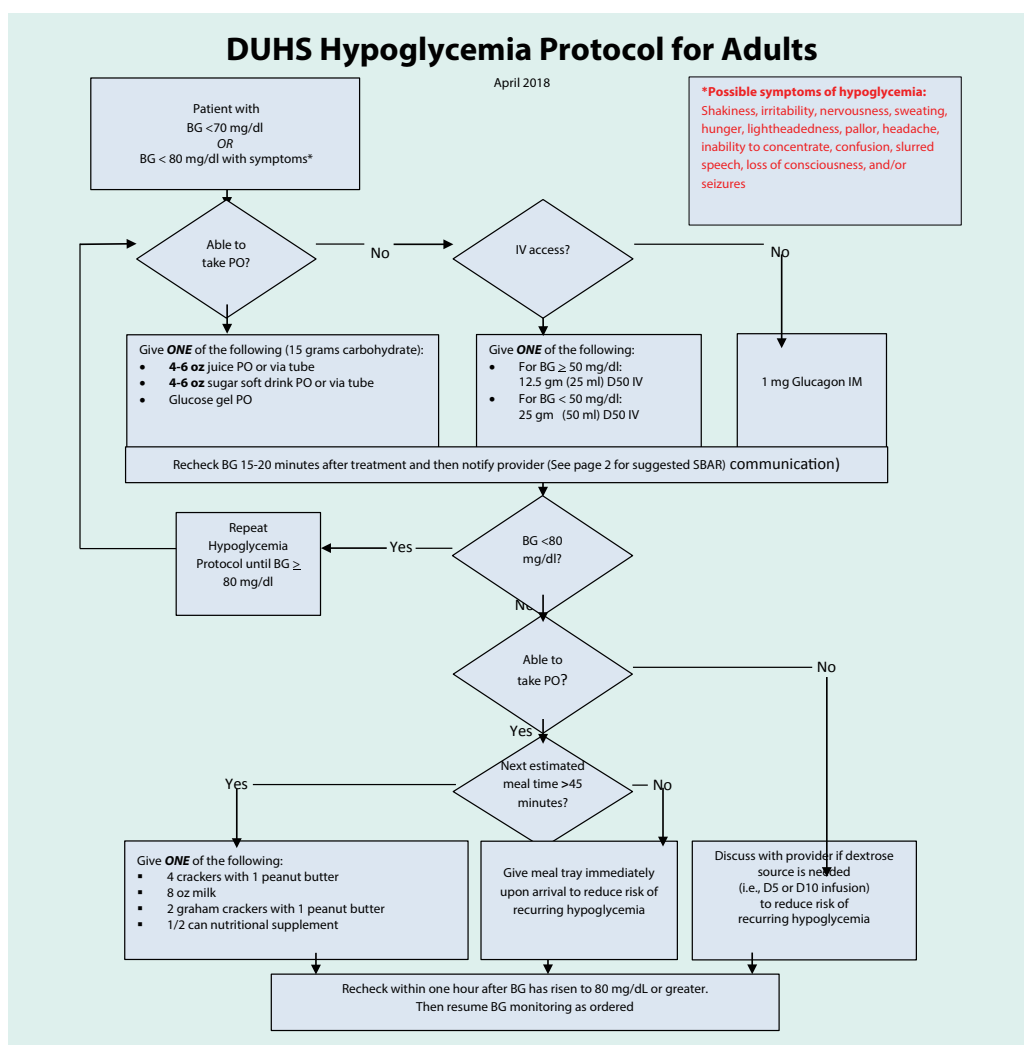 DUHS Hypoglycemia Protocol for Adults
April 2018
Patient with
BG <70 mg/dl
OR
BG < 80 mg/dl with symptoms*
*Possible symptoms of hypoglycemia:
Shakiness, irritability, nervousness, sweating,
hunger, lightheadedness, pallor, headache,
inability to concentrate, confusion, slurred
speech, loss of consciousness, and/or
seizures
Able to
take PO?
No
IV access?
No
Give ONE of the following (15 grams carbohydrate):
• 4-6 oz juice PO or via tube
• 4-6 oz sugar soft drink PO or via tube
• Glucose gel PO
Give ONE of the following:
• For BG ≥ 50 mg/dl:
12.5 gm (25 ml) D50 IV
• For BG < 50 mg/dl:
25 gm (50 ml) D50 IV
1 mg Glucagon IM
Recheck BG 15-20 minutes after treatment and then notify provider (See page 2 for suggested SBAR) communication)
Repeat
Hypoglycemia
Protocol until BG ≥
80 mg/dl
Yes
BG <80
mg/dl?
No
Able to
take PO?
No
Yes
Next estimated
meal time >45
minutes?
Yes
No
Give ONE of the following:
▪ 4 crackers with 1 peanut butter
▪ 8 oz milk
▪ 2 graham crackers with 1 peanut butter
▪ 1/2 can nutritional supplement
Give meal tray immediately
upon arrival to reduce risk of
recurring hypoglycemia
Discuss with provider if dextrose
source is needed
(i.e., D5 or D10 infusion)
to reduce risk of
recurring hypoglycemia
Recheck within one hour after BG has risen to 80 mg/dL or greater.
Then resume BG monitoring as ordered